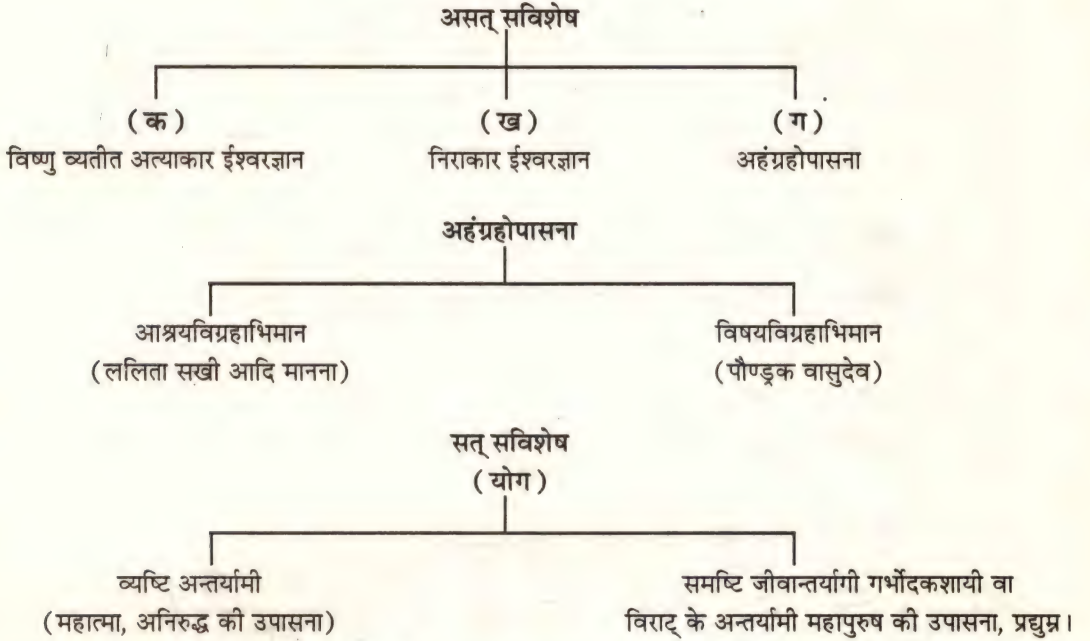 असत् सविशेष
(क) (ख) (ग)
विष्णु व्यतीत अत्याकार ईश्वरज्ञान निराकार ईश्वरज्ञान अहंग्रहोपासना
अहंग्रहोपासना
आश्रयविग्रहाभिमान विषयविग्रहाभिमान
(ललिता सखी आदि मानना) (पौण्ड्रक वासुदेव)
सत् सविशेष
(योग)
व्यष्टि अन्तर्यामी समष्टि जीवान्तर्यागी गर्भोदकशायी वा
(महात्मा, अनिरुद्ध की उपासना) विराट् के अन्तर्यामी महापुरुष की उपासना, प्रद्युम्न।